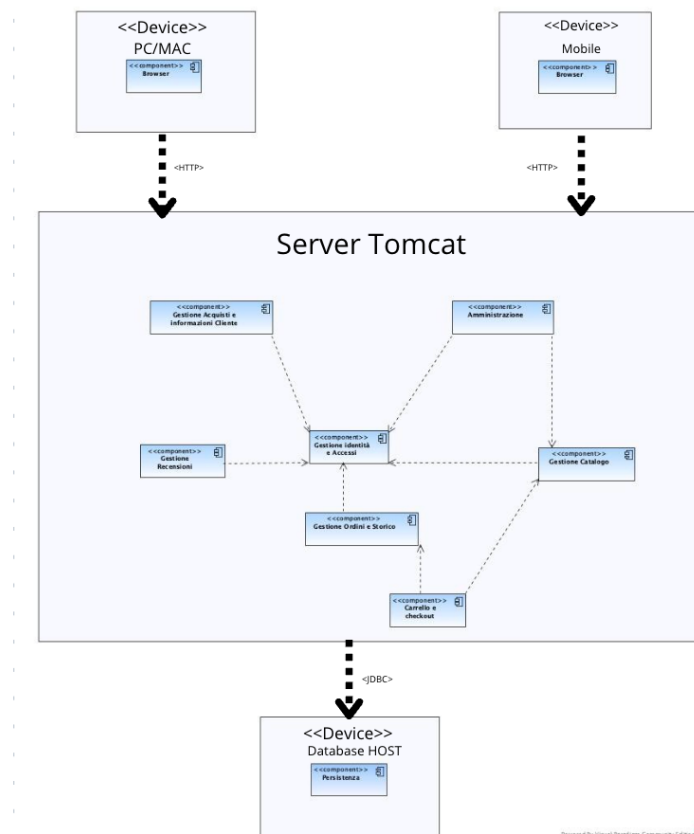 <<Device>>
PC/MAC
<<component>>
Browser
<<Device>>
Mobile
<<component>>
Browser
<HTTP>
<HTTP>
Server Tomcat
<<component>>
Gestione Acquisti e
informazioni Cliente
<<component>>
Amministrazione
<<component>>
Gestione Identità
e Accessi
<<component>>
Gestione
Recensioni
<<component>>
Gestione Catalogo
<<component>>
Gestione Ordini e Storico
<<component>>
Carrello e
checkout
<JDBC>
<<Device>>
Database HOST
<<component>>
Persistenza